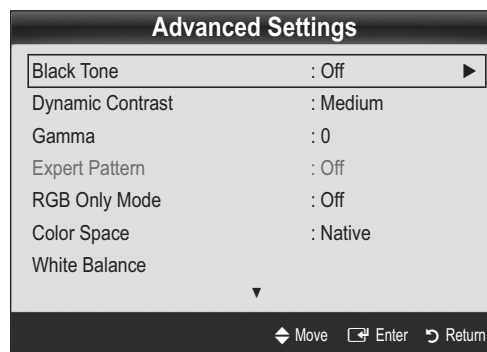 Advanced Settings
Black Tone : Off ▶
Dynamic Contrast : Medium
Gamma : 0
Expert Pattern : Off
RGB Only Mode : Off
Color Space : Native
White Balance
▼
Move Enter Return